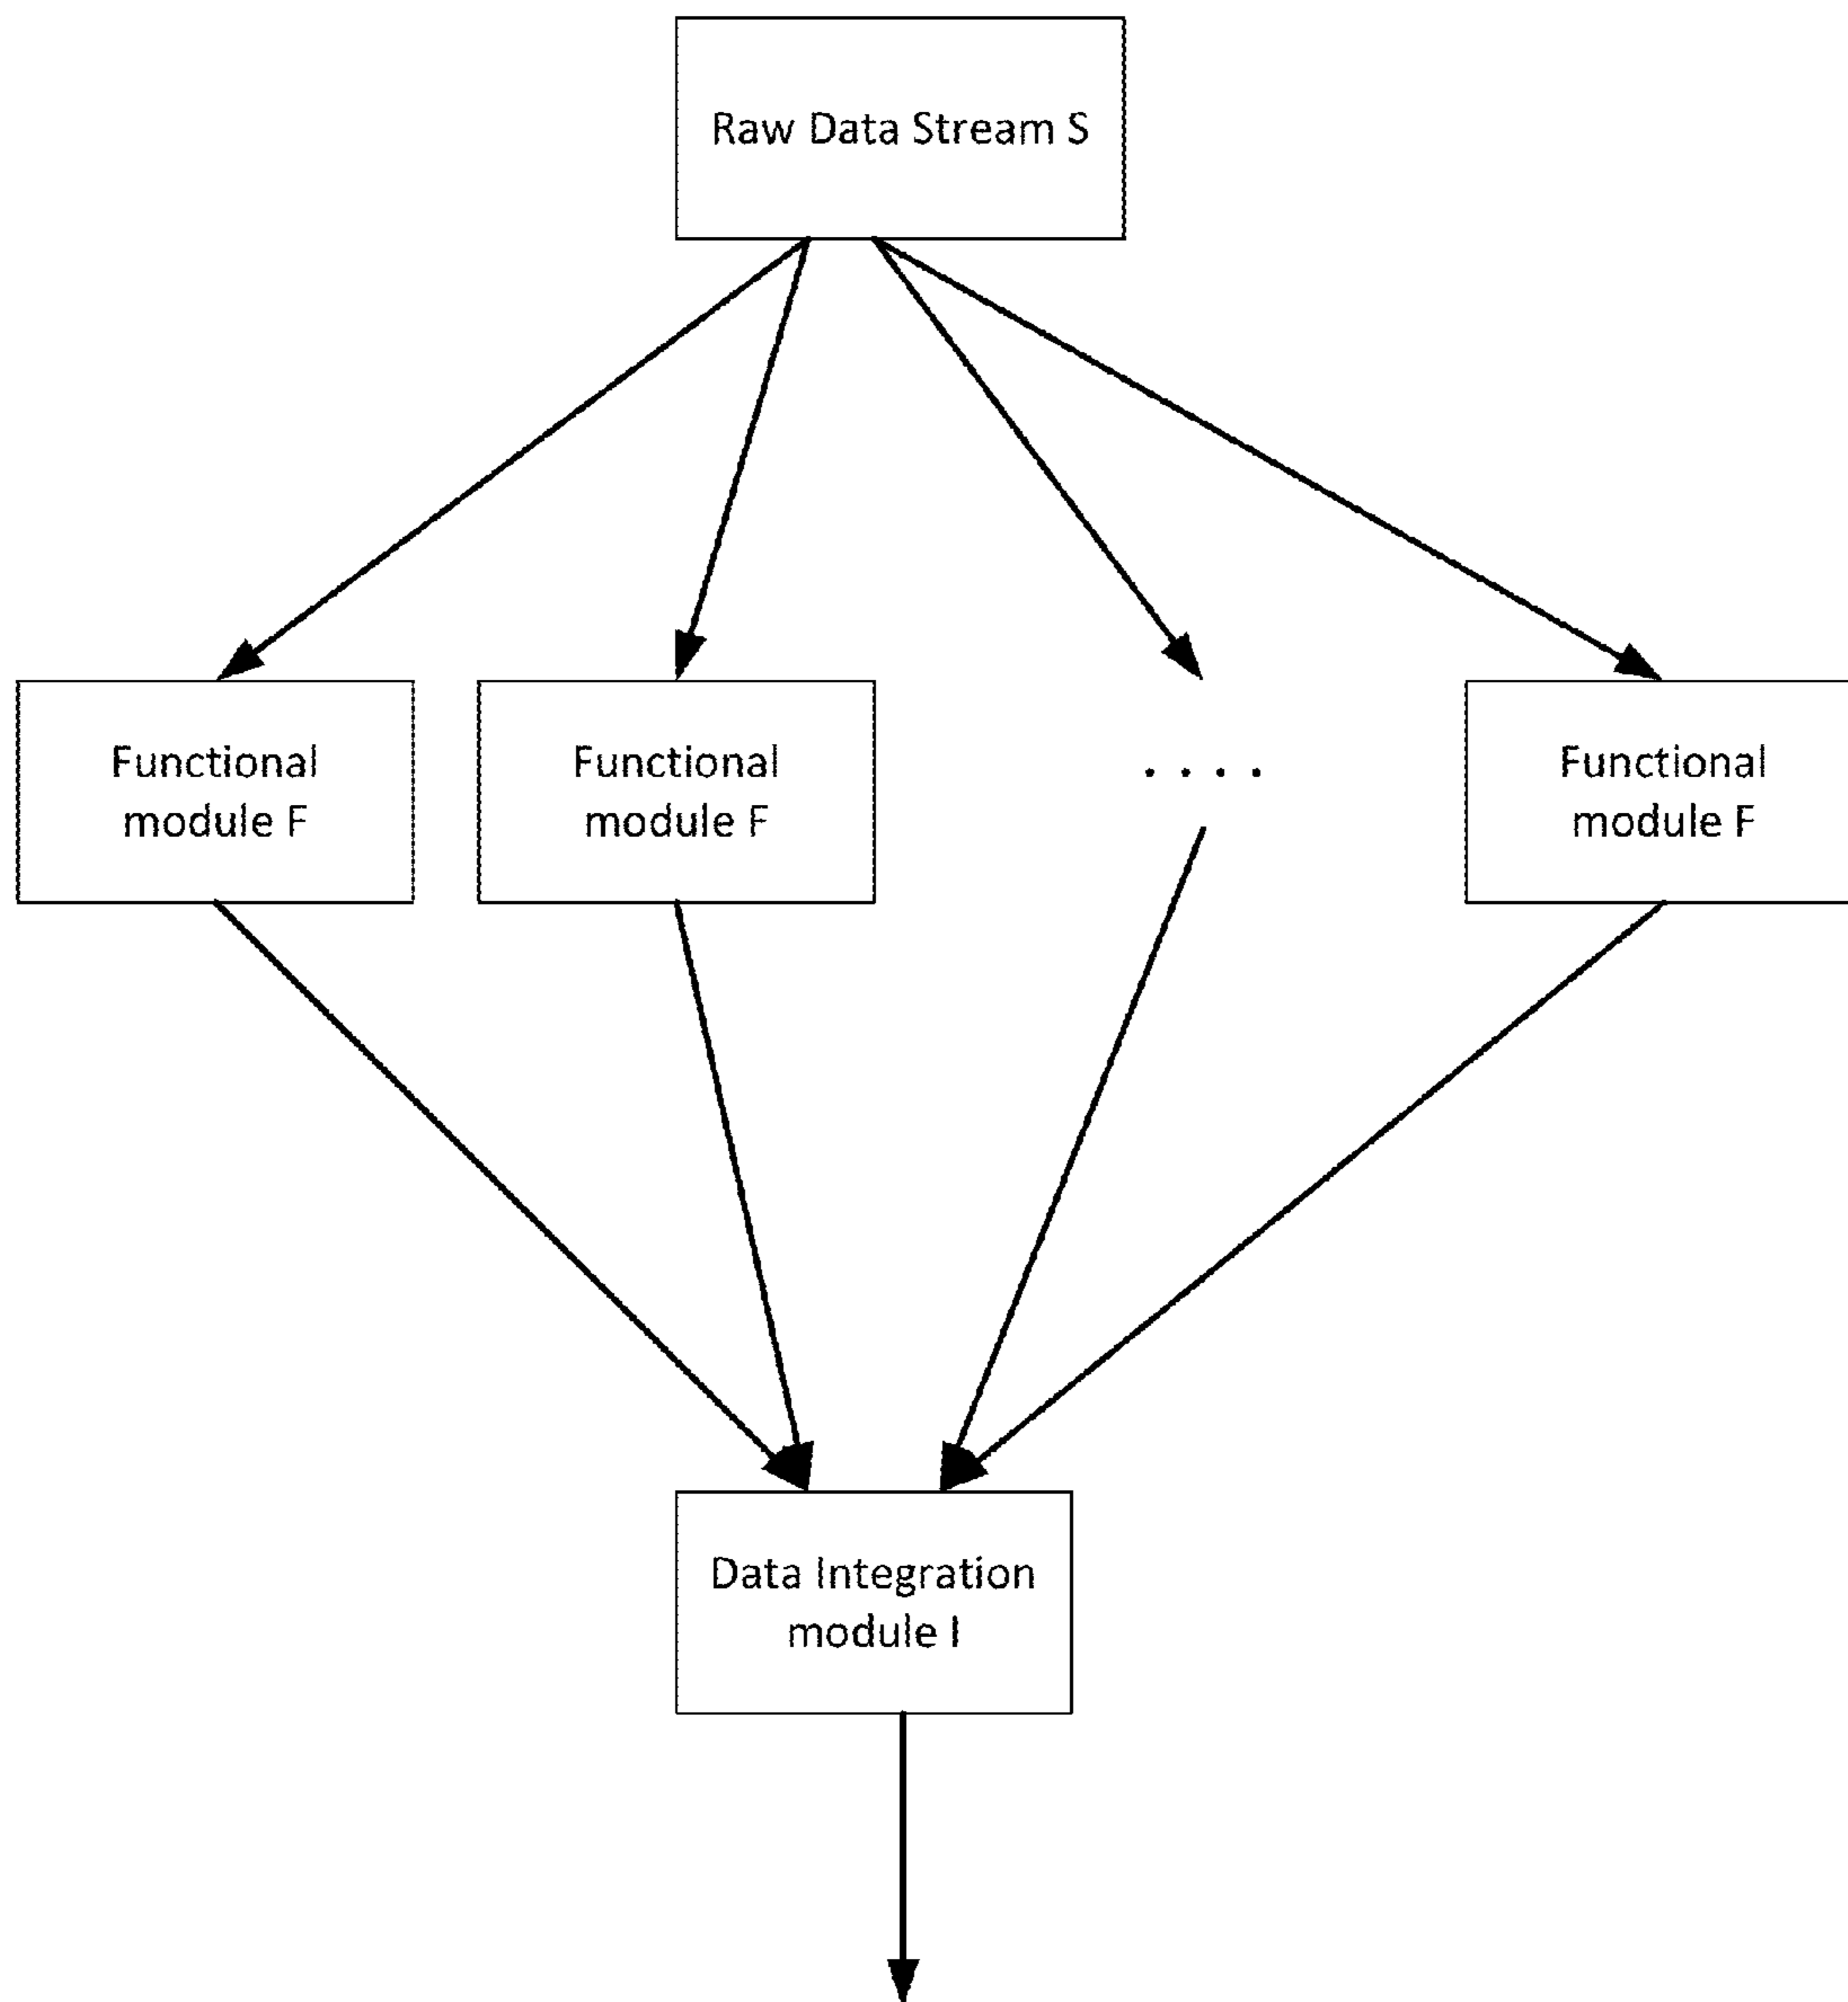 Raw Data Stream S
Functional
module F
Functional
module F
. . . .
Functional
module F
Data Integration
module I